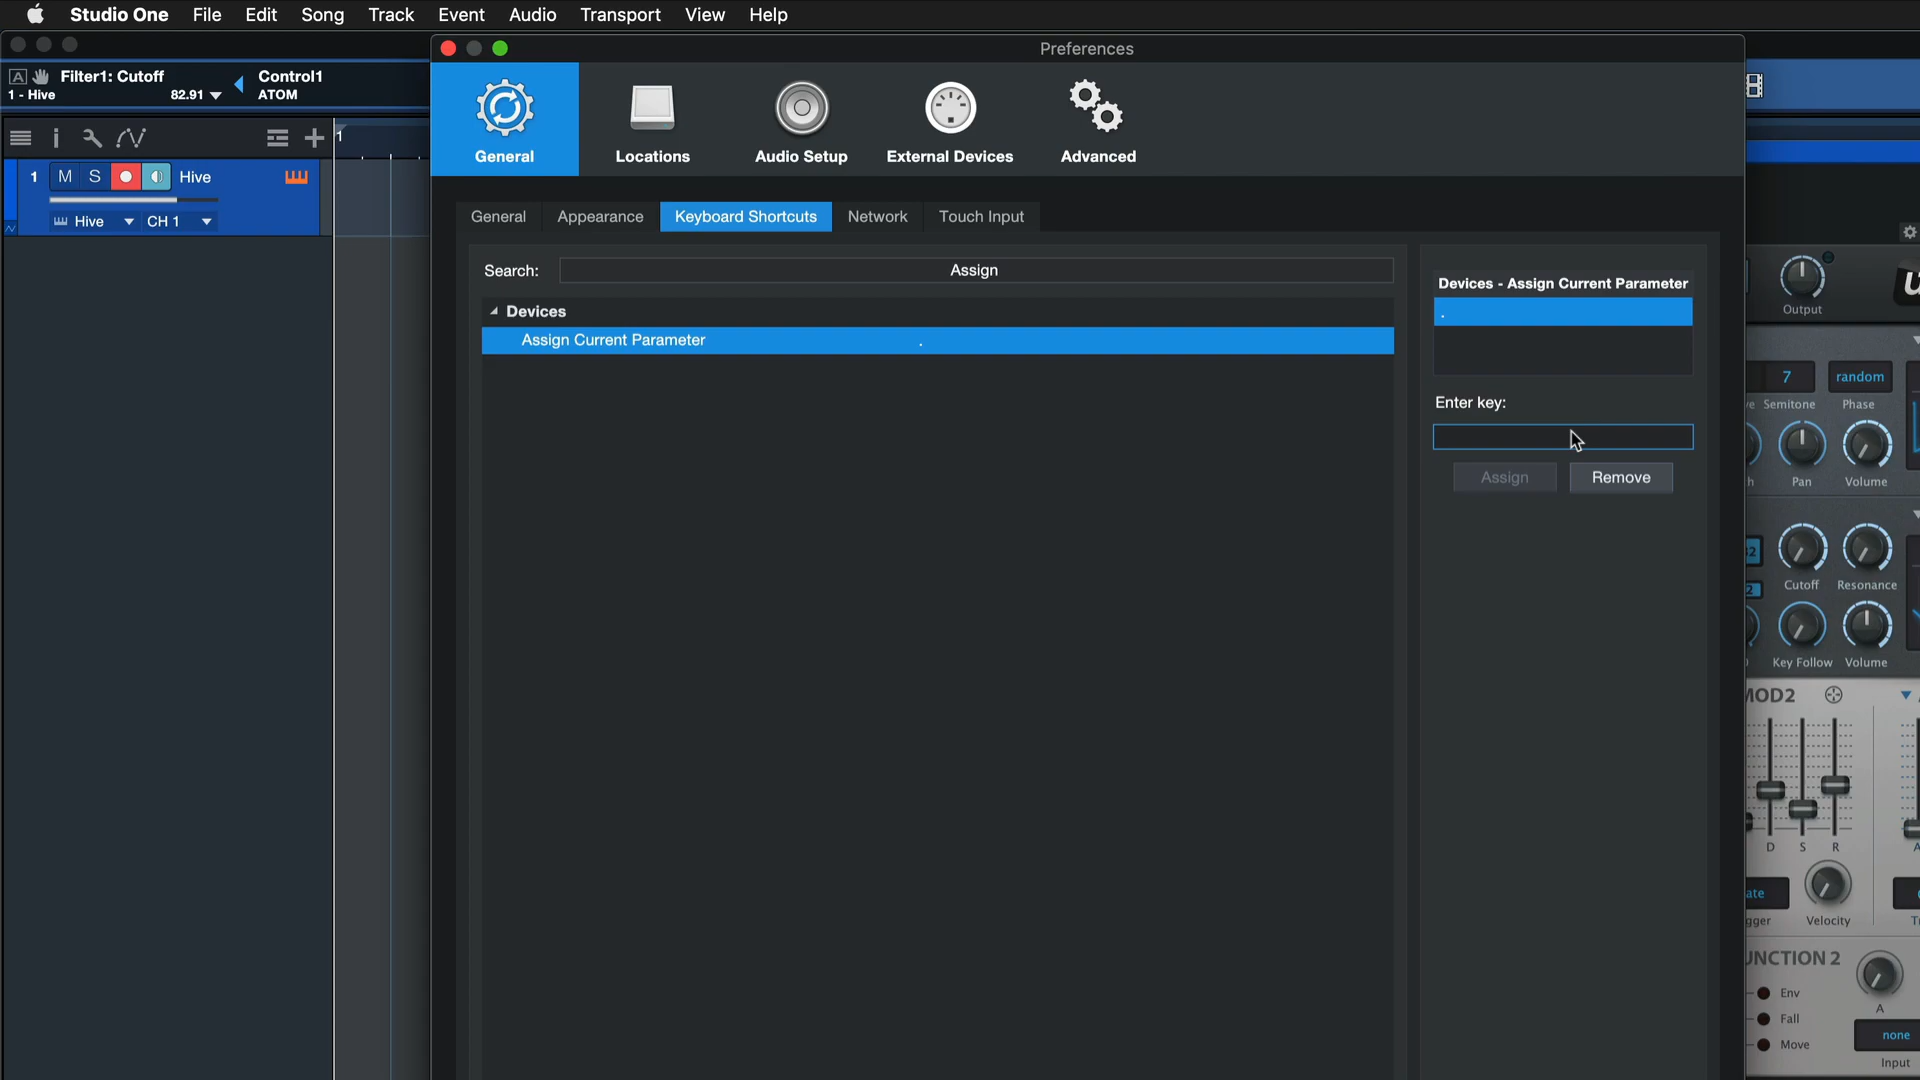 Studio One File Edit Song Track Event Audio Transport View Help
Preferences
A Filter1: Cutoff
1 - Hive 82.91
Control1
ATOM
General Locations Audio Setup External Devices Advanced
1
1 M S Hive
Hive CH 1
General Appearance Keyboard Shortcuts Network Touch Input
Search: Assign
Devices
Assign Current Parameter .
Devices - Assign Current Parameter
.
Enter key:
Assign Remove
Output
7 random
Semitone Phase
Pan Volume
Cutoff Resonance
Key Follow Volume
MOD2
D S R
Velocity
UNCTION 2
Env
Fall
Move
A
none
Input